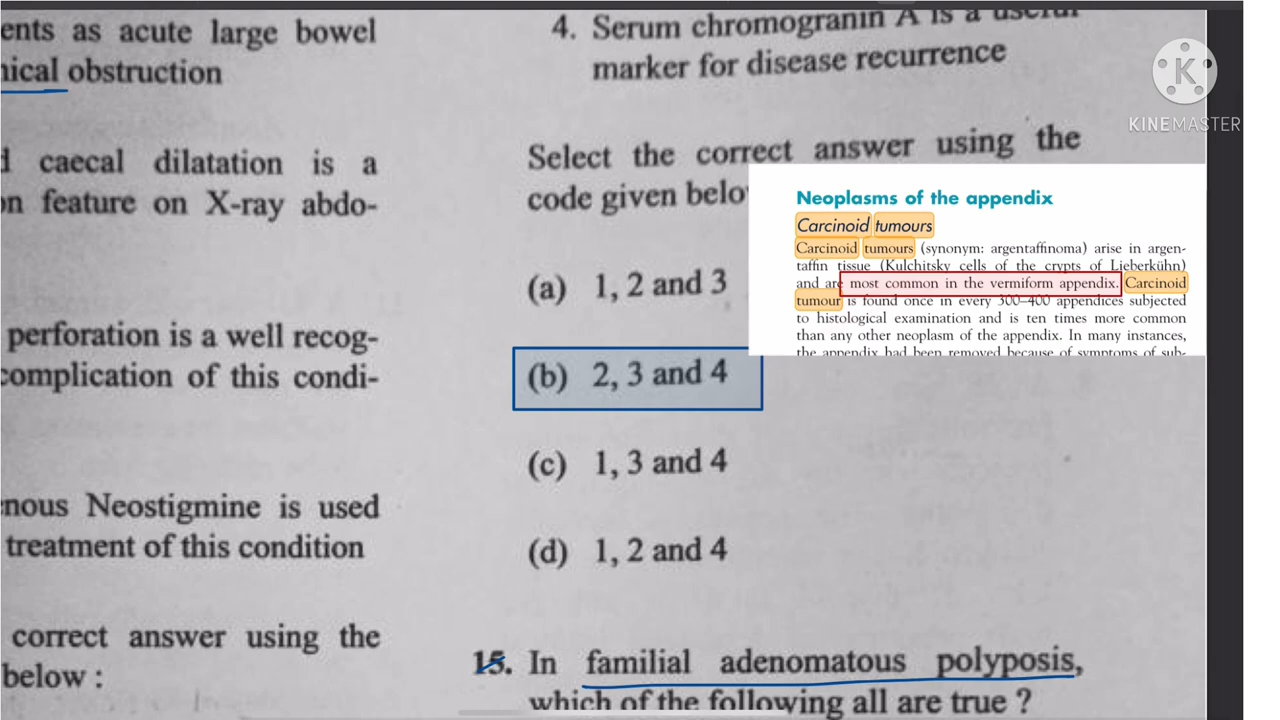 ents as acute large bowel
nical obstruction
d caecal dilatation is a
on feature on X-ray abdo-
perforation is a well recog-
complication of this condi-
nous Neostigmine is used
treatment of this condition
correct answer using the
below :
4. Serum chromogranin A is a useful
marker for disease recurrence
Select the correct answer using the
code given below
(a) 1, 2 and 3
(b) 2, 3 and 4
(c) 1, 3 and 4
(d) 1, 2 and 4
15. In familial adenomatous polyposis,
which of the following all are true ?
Neoplasms of the appendix
Carcinoid tumours
Carcinoid tumours (synonym: argentaffinoma) arise in argen-
taffin tissue (Kulchitsky cells of the crypts of Lieberkühn)
and are most common in the vermiform appendix. Carcinoid
tumour is found once in every 300–400 appendices subjected
to histological examination and is ten times more common
than any other neoplasm of the appendix. In many instances,
the appendix had been removed because of symptoms of sub-
KINEMASTER